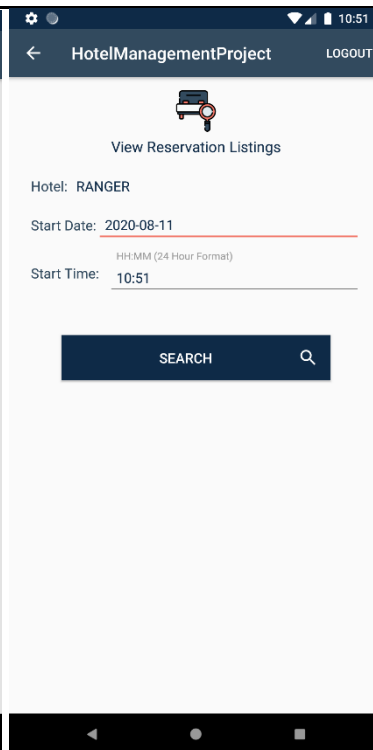 10:51
HotelManagementProject LOGOUT
View Reservation Listings
Hotel: RANGER
Start Date: 2020-08-11
HH:MM (24 Hour Format)
Start Time: 10:51
SEARCH